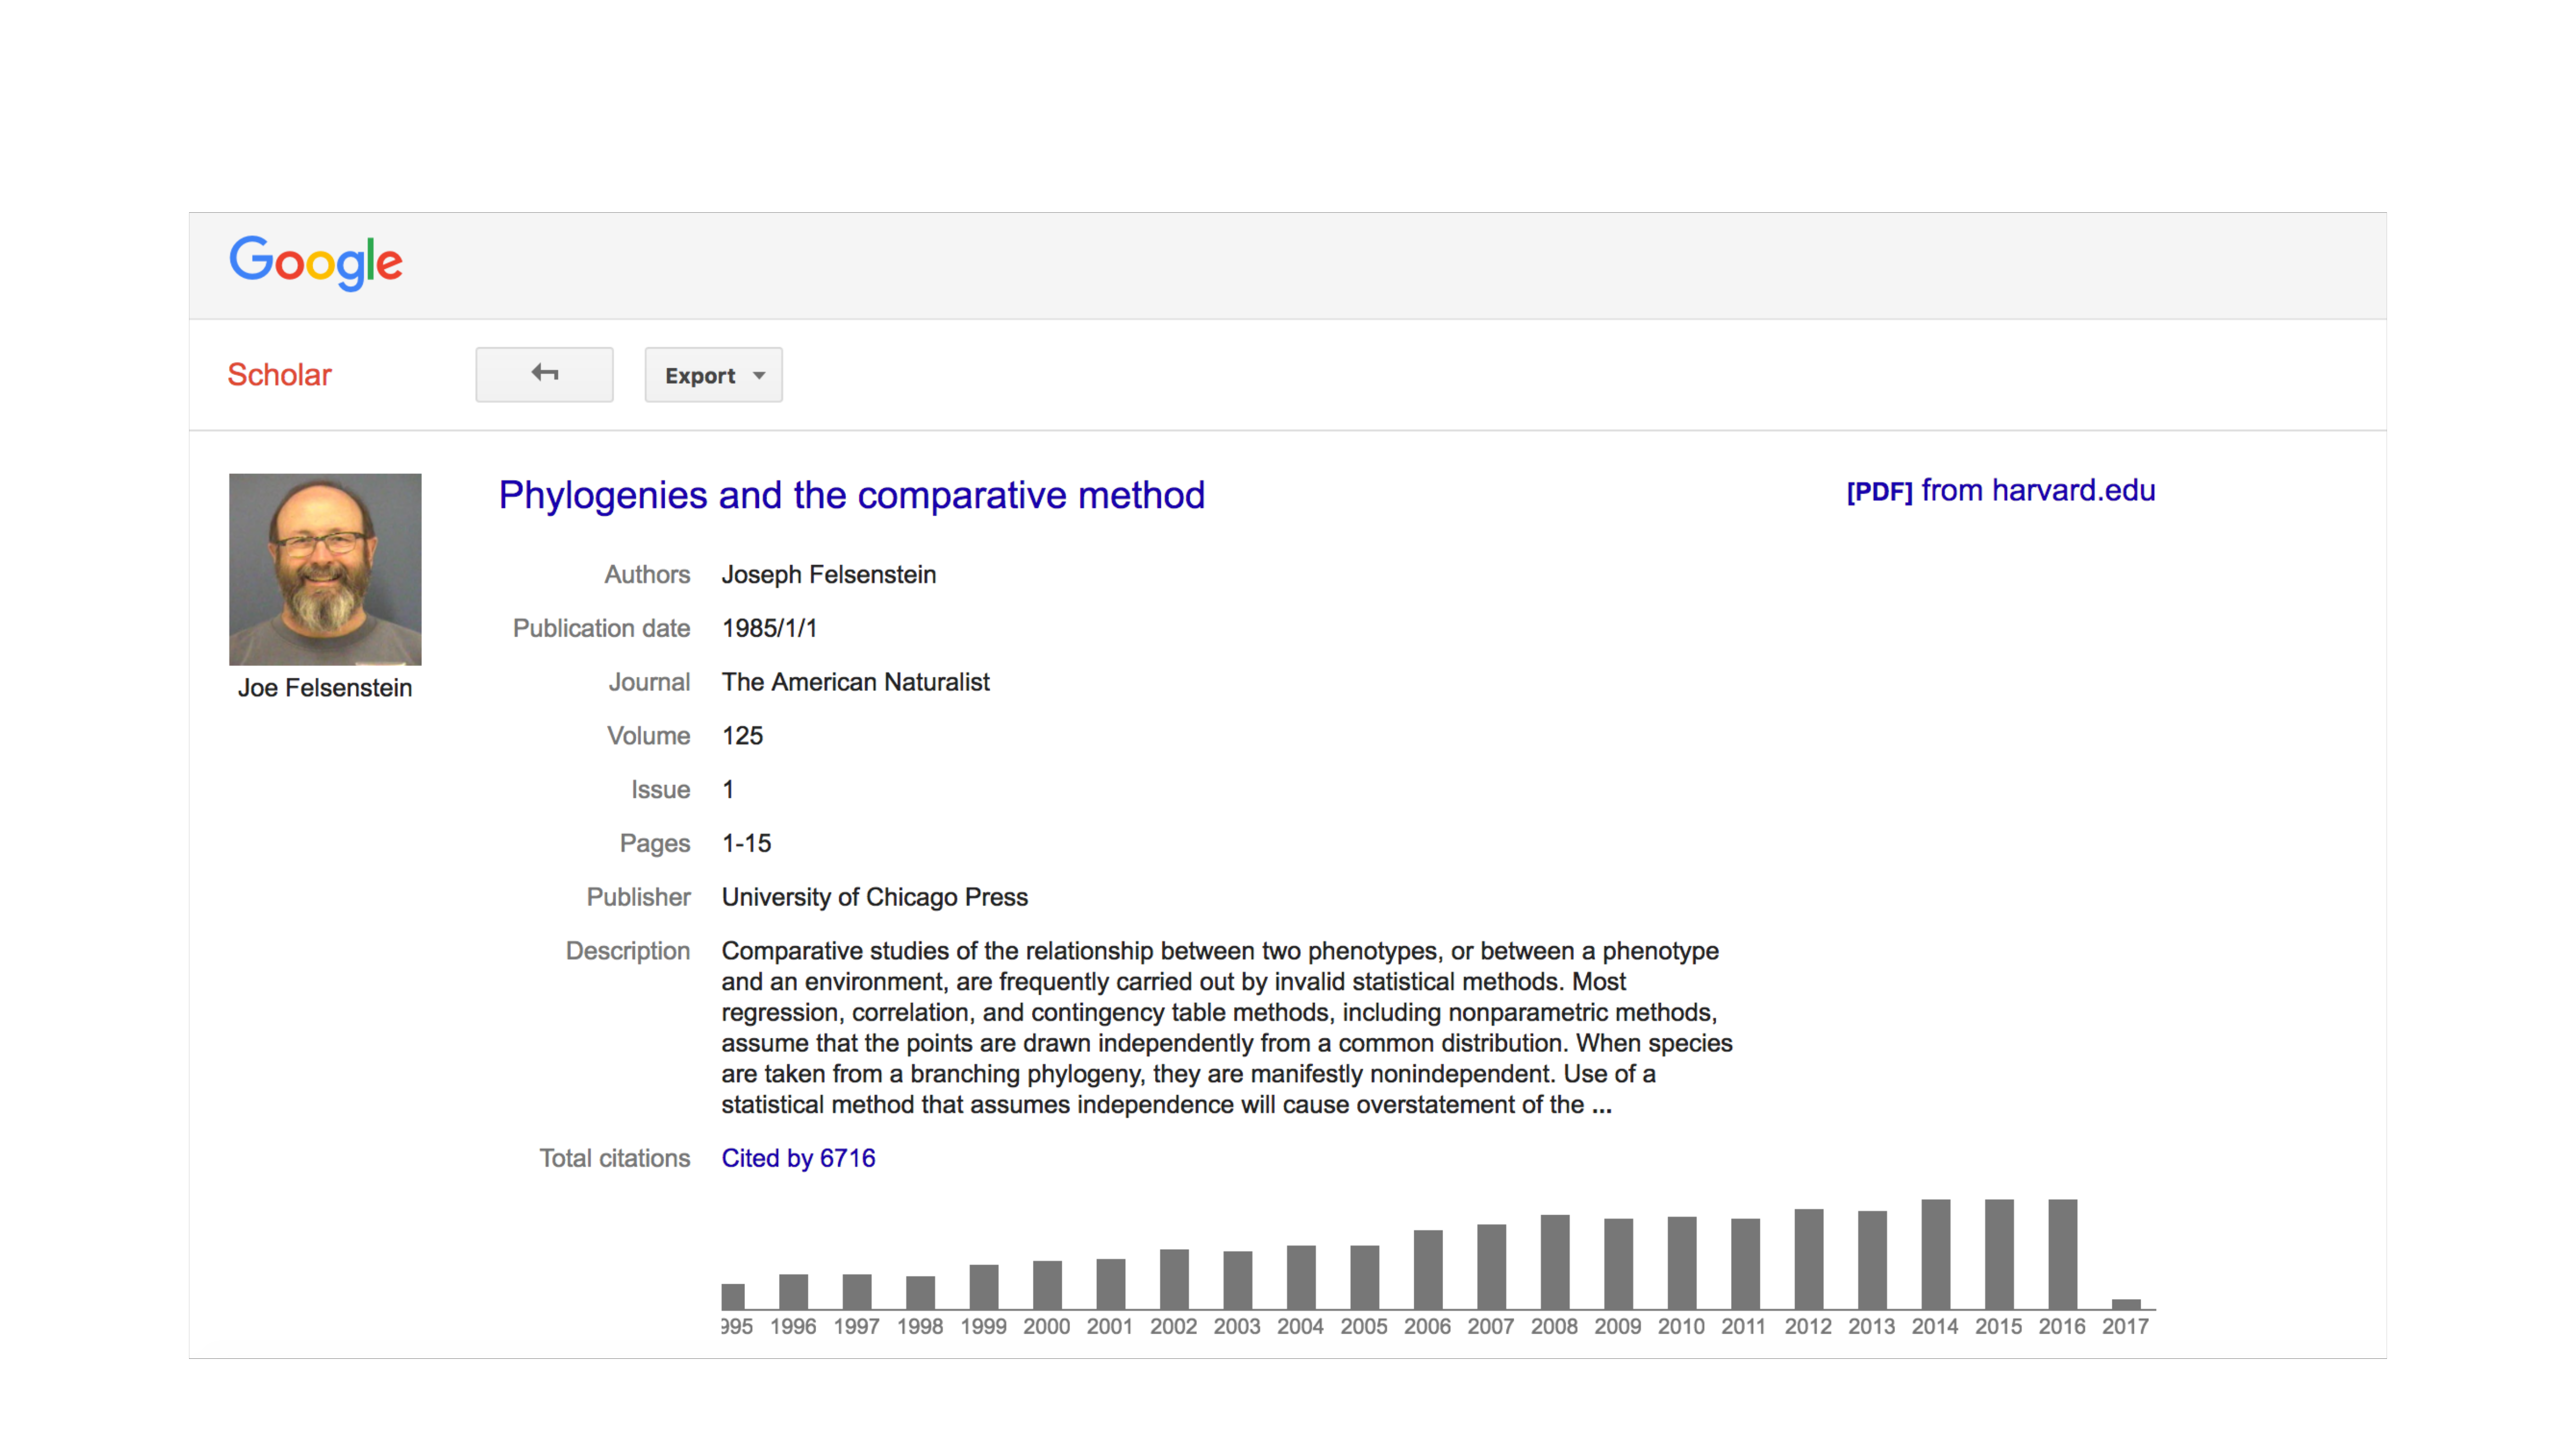 Google
Scholar
Export
Phylogenies and the comparative method
[PDF] from harvard.edu
Joe Felsenstein
Authors Joseph Felsenstein
Publication date 1985/1/1
Journal The American Naturalist
Volume 125
Issue 1
Pages 1-15
Publisher University of Chicago Press
Description Comparative studies of the relationship between two phenotypes, or between a phenotype
and an environment, are frequently carried out by invalid statistical methods. Most
regression, correlation, and contingency table methods, including nonparametric methods,
assume that the points are drawn independently from a common distribution. When species
are taken from a branching phylogeny, they are manifestly nonindependent. Use of a
statistical method that assumes independence will cause overstatement of the ...
Total citations Cited by 6716
995 1996 1997 1998 1999 2000 2001 2002 2003 2004 2005 2006 2007 2008 2009 2010 2011 2012 2013 2014 2015 2016 2017